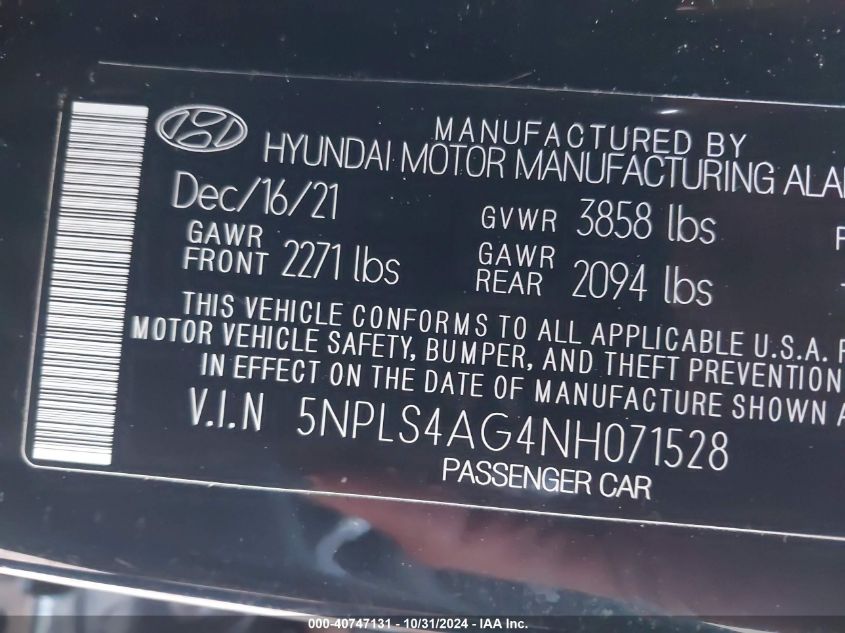 MANUFACTURED BY
HYUNDAI MOTOR MANUFACTURING
Dec/16/21 GVWR 3858 lbs
GAWR FRONT 2271 lbs GAWR REAR 2094 lbs
THIS VEHICLE CONFORMS TO ALL APPLICABLE U.S.A.
MOTOR VEHICLE SAFETY, BUMPER, AND THEFT PREVENTION
IN EFFECT ON THE DATE OF MANUFACTURE SHOWN
V.I.N 5NPLS4AG4NH071528
PASSENGER CAR
000-40747131 - 10/31/2024 - IAA Inc.